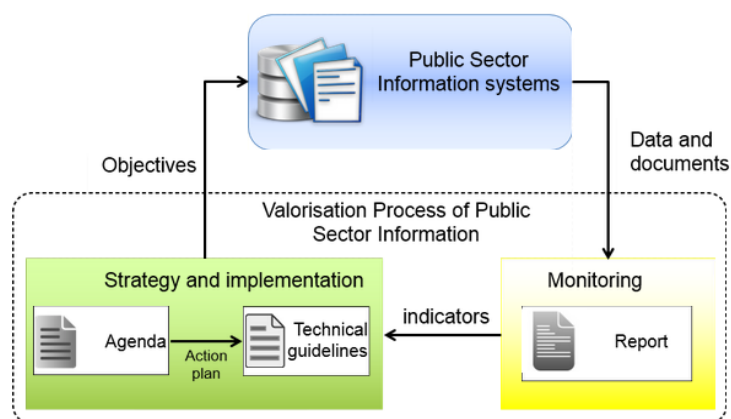 Public Sector
Information systems
Objectives
Data and
documents
Valorisation Process of Public
Sector Information
Strategy and implementation
Monitoring
Agenda
Action
plan
Technical
guidelines
indicators
Report